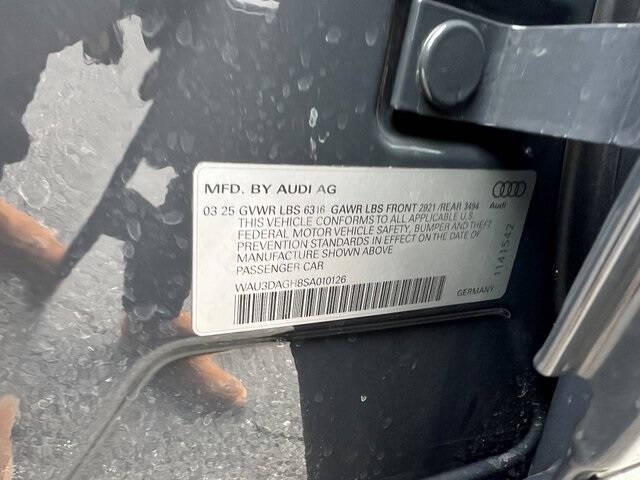 MFD. BY AUDI AG
Audi
03 25 GVWR LBS 6316 GAWR LBS FRONT 2921 /REAR 3494
THIS VEHICLE CONFORMS TO ALL APPLICABLE U.S.
FEDERAL MOTOR VEHICLE SAFETY, BUMPER AND THEFT
PREVENTION STANDARDS IN EFFECT ON THE DATE OF
MANUFACTURE SHOWN ABOVE
PASSENGER CAR
WAU3DAGH8SA010126
1141542
GERMANY